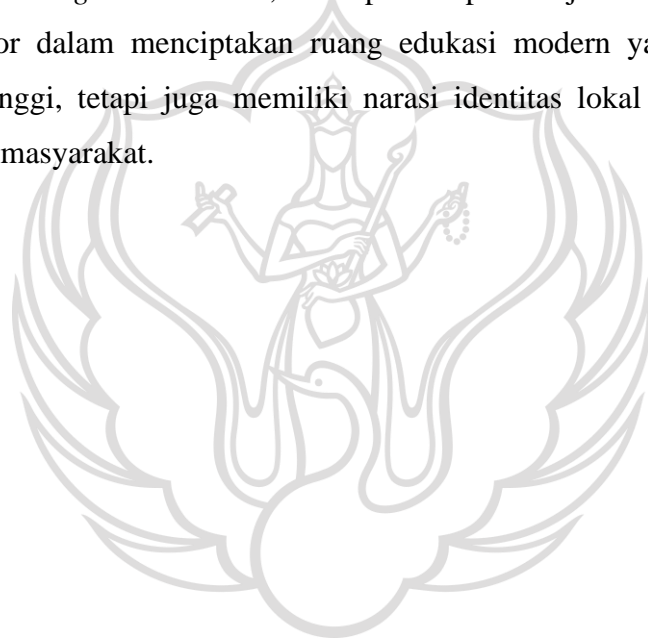 or dalam menciptakan ruang edukasi modern ya
nggi, tetapi juga memiliki narasi identitas lokal
masyarakat.